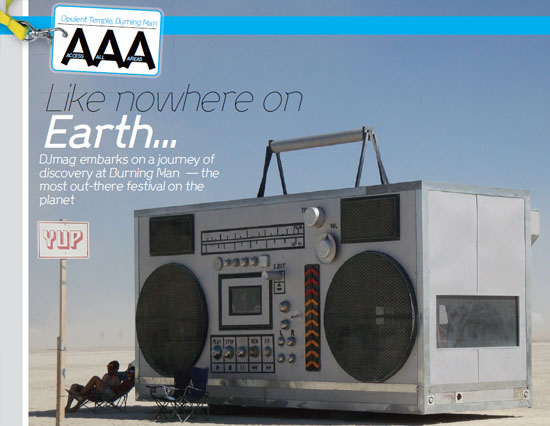 Opulent Temple, Burning Man
AAA
ACCESS ALL AREAS
Like nowhere on
Earth...
DJmag embarks on a journey of
discovery at Burning Man — the
most out-there festival on the
planet
YUP